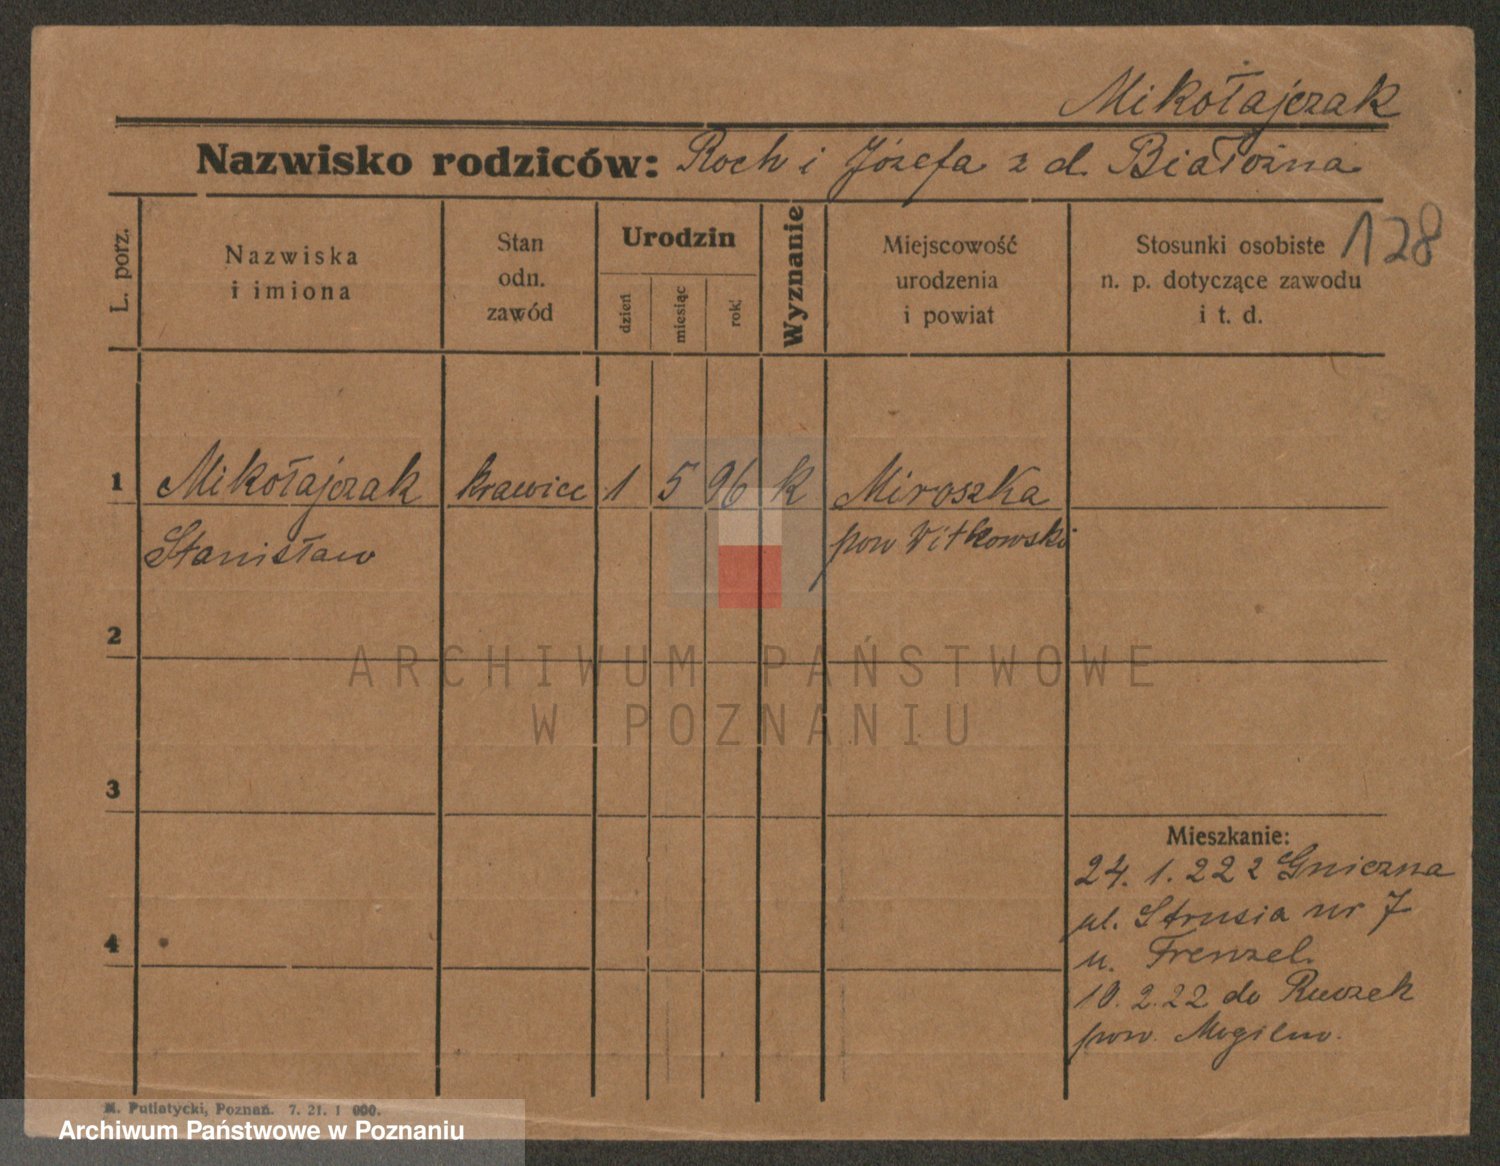 Mikołajczak
Nazwisko rodziców: Roch i Józefa z d. Białożna
128
L. porz.
Nazwiska
i imiona
Stan
odn.
zawód
Urodzin
dzień
miesiąc
rok
Wyznanie
Miejscowość
urodzenia
i powiat
Stosunki osobiste
n. p. dotyczące zawodu
i t. d.
1 Mikołajczak krawiec 1 5 96 k Miroszka
Stanisław pow Witkowski
2
ARCHIWUM PAŃSTWOWE
W POZNANIU
3
Mieszkanie:
24. 1. 22 z Gniezna
ul. Strusia nr 7
4
u. Frenzel.
10. 2. 22 do Ruszek
pow. Mogilno.
M. Putiatycki, Poznań. 7. 21. 1 000.
Archiwum Państwowe w Poznaniu